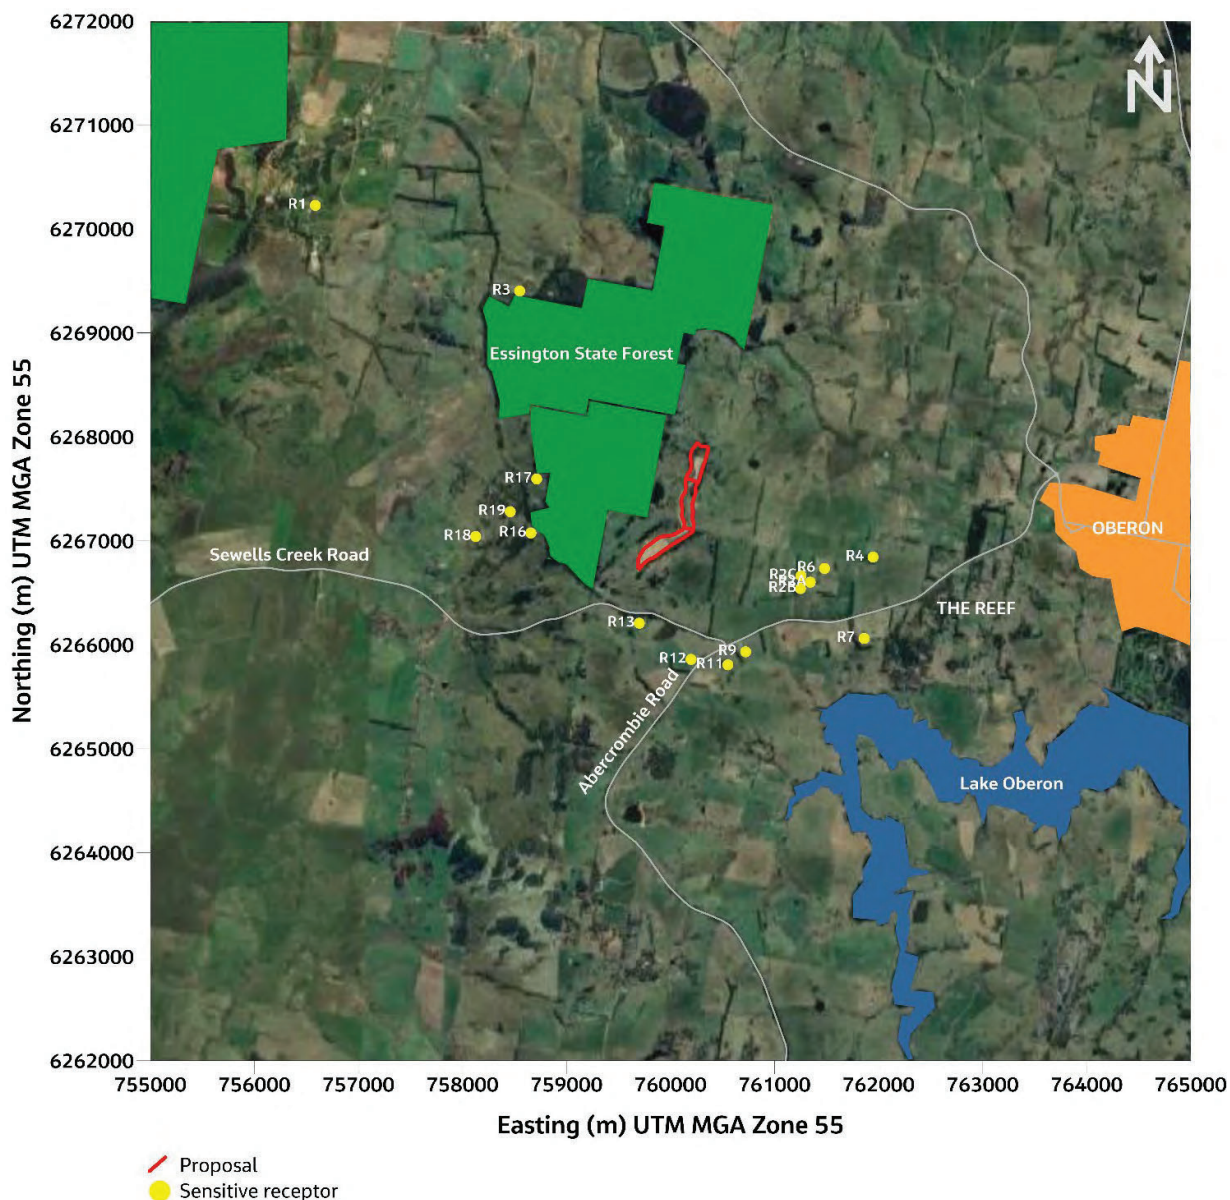 6272000
6271000
6270000
6269000
6268000
6267000
6266000
6265000
6264000
6263000
6262000
Northing (m) UTM MGA Zone 55
N
R1
R3
Essington State Forest
R17
R19
R18
R16
Sewells Creek Road
R4
R6
R2C
R2A
R2B
OBERON
THE REEF
R13
R7
R9
R12
R11
Abercrombie Road
Lake Oberon
755000 756000 757000 758000 759000 760000 761000 762000 763000 764000 765000
Easting (m) UTM MGA Zone 55
Proposal
Sensitive receptor